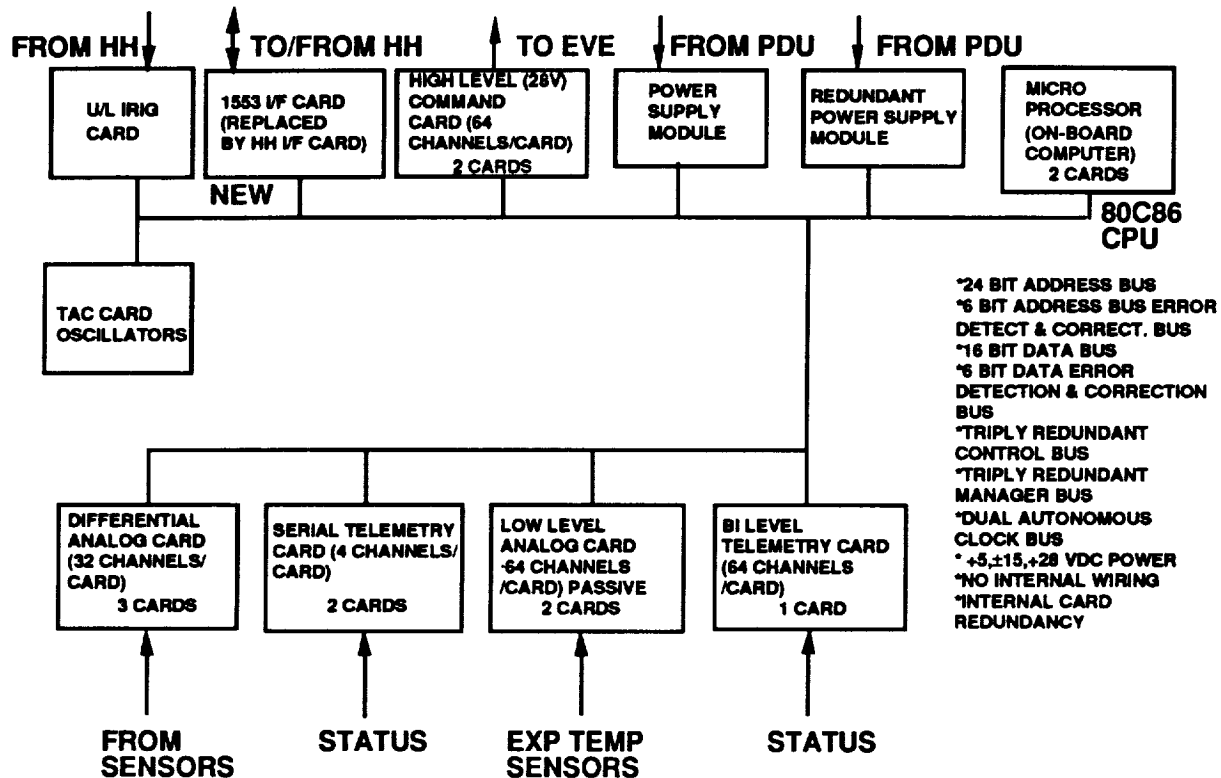 FROM HH
TO/FROM HH
TO EVE
FROM PDU
FROM PDU
U/L IRIG
CARD
1553 I/F CARD
(REPLACED
BY HH I/F CARD)
HIGH LEVEL (28V)
COMMAND
CARD (64
CHANNELS/CARD)
2 CARDS
POWER
SUPPLY
MODULE
REDUNDANT
POWER SUPPLY
MODULE
MICRO
PROCESSOR
(ON-BOARD
COMPUTER)
2 CARDS
NEW
80C86
CPU
TAC CARD
OSCILLATORS
*24 BIT ADDRESS BUS
*6 BIT ADDRESS BUS ERROR
DETECT & CORRECT. BUS
*16 BIT DATA BUS
*6 BIT DATA ERROR
DETECTION & CORRECTION
BUS
*TRIPLY REDUNDANT
CONTROL BUS
*TRIPLY REDUNDANT
MANAGER BUS
*DUAL AUTONOMOUS
CLOCK BUS
* +5,±15,+28 VDC POWER
*NO INTERNAL WIRING
*INTERNAL CARD
REDUNDANCY
DIFFERENTIAL
ANALOG CARD
(32 CHANNELS/
CARD)
3 CARDS
SERIAL TELEMETRY
CARD (4 CHANNELS/
CARD)
2 CARDS
LOW LEVEL
ANALOG CARD
-64 CHANNELS
/CARD) PASSIVE
2 CARDS
BI LEVEL
TELEMETRY CARD
(64 CHANNELS
/CARD)
1 CARD
FROM
SENSORS
STATUS
EXP TEMP
SENSORS
STATUS